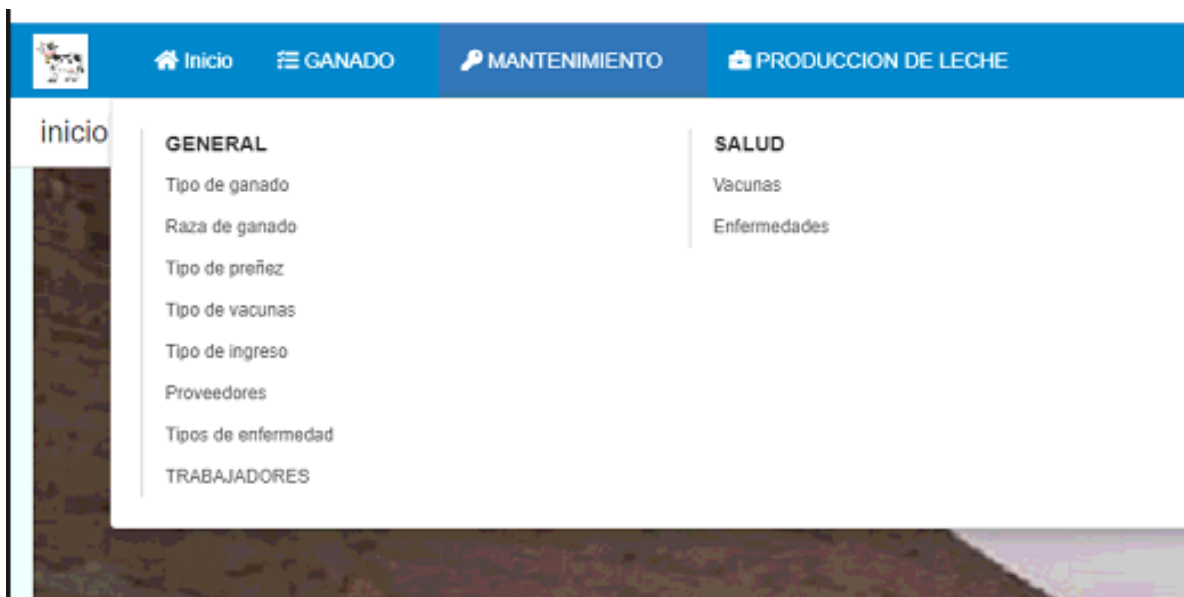 Inicio GANADO MANTENIMIENTO PRODUCCION DE LECHE
inicio
GENERAL
Tipo de ganado
Raza de ganado
Tipo de preñez
Tipo de vacunas
Tipo de ingreso
Proveedores
Tipos de enfermedad
TRABAJADORES
SALUD
Vacunas
Enfermedades